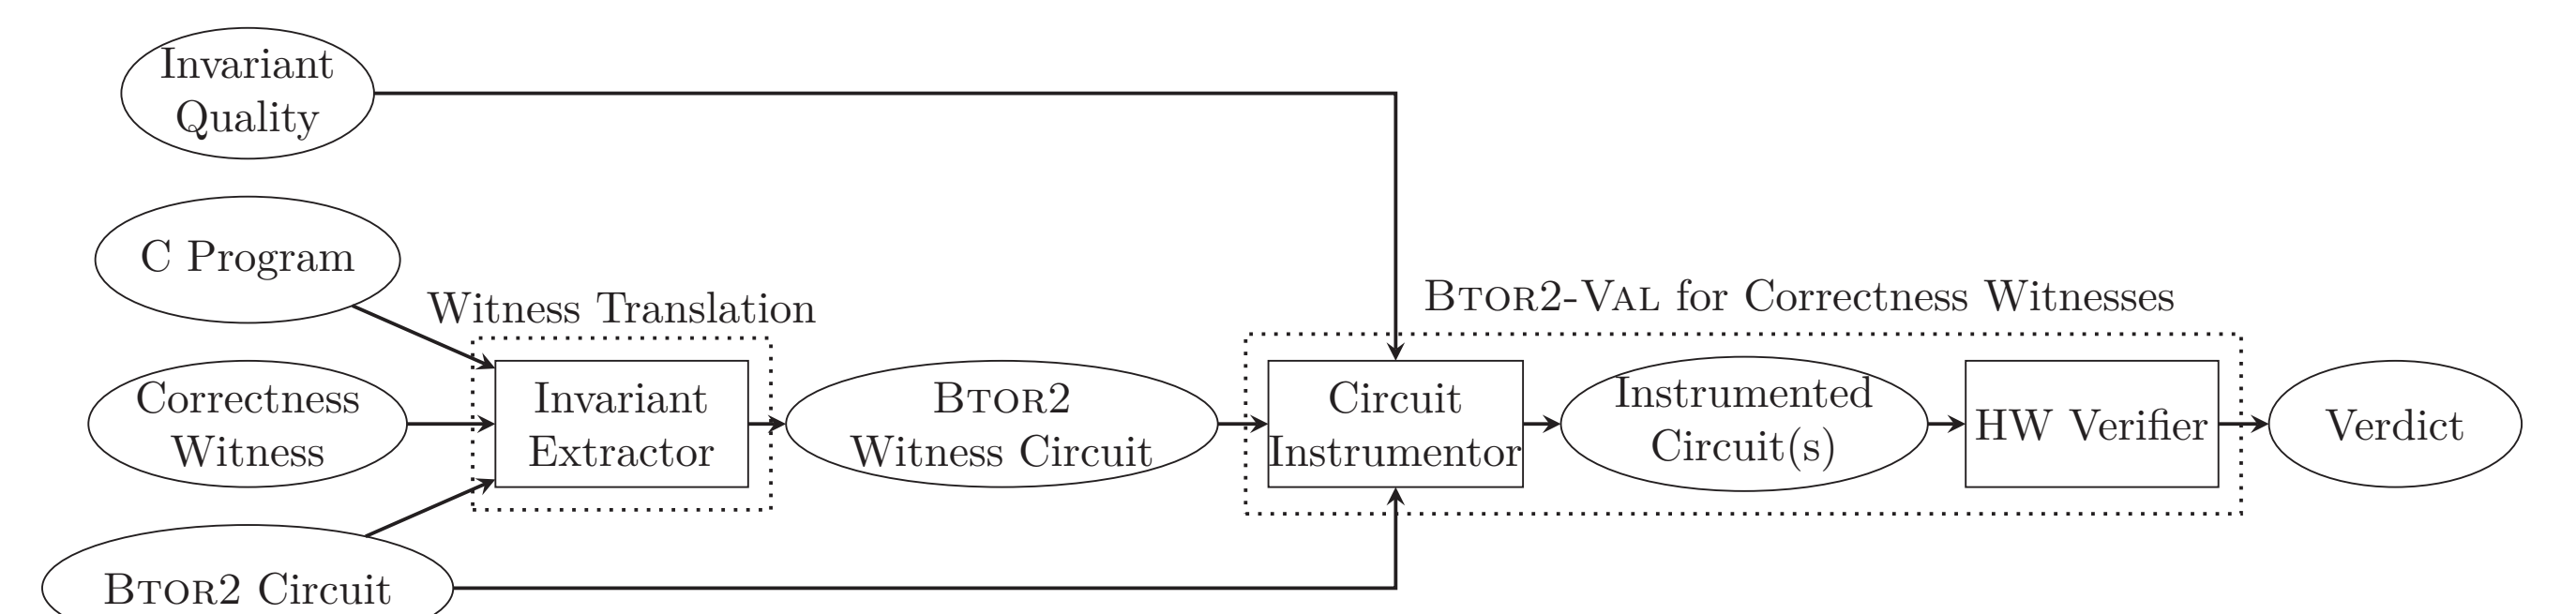 Invariant
Quality
C Program
Witness Translation
BTOR2-VAL for Correctness Witnesses
Correctness
Witness
Invariant
Extractor
BTOR2
Witness Circuit
Circuit
Instrumentor
Instrumented
Circuit(s)
HW Verifier
Verdict
BTOR2 Circuit